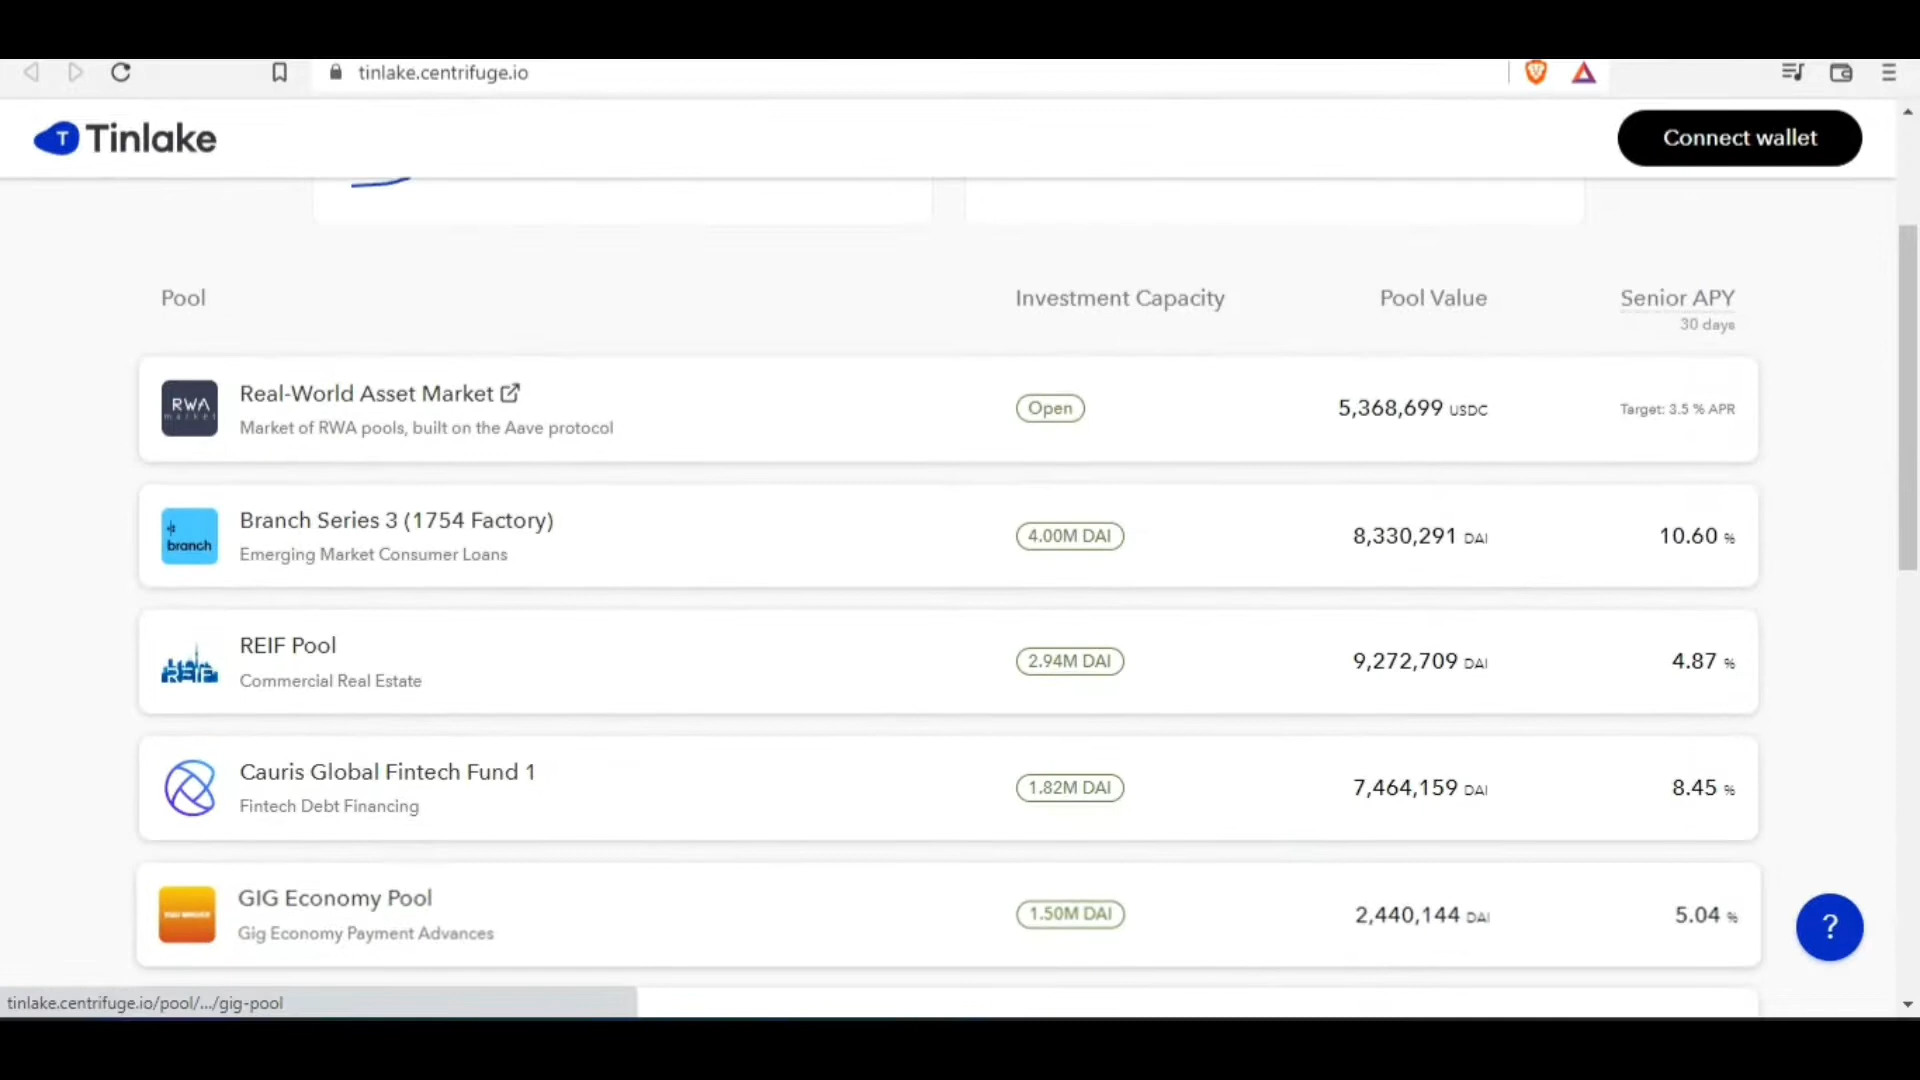 tinlake.centrifuge.io
T Tinlake
Connect wallet
Pool Investment Capacity Pool Value Senior APY
30 days
RWA
market
Real-World Asset Market
Market of RWA pools, built on the Aave protocol
Open
5,368,699 USDC
Target: 3.5 % APR
branch
Branch Series 3 (1754 Factory)
Emerging Market Consumer Loans
4.00M DAI
8,330,291 DAI
10.60 %
REIF
REIF Pool
Commercial Real Estate
2.94M DAI
9,272,709 DAI
4.87 %
Cauris Global Fintech Fund 1
Fintech Debt Financing
1.82M DAI
7,464,159 DAI
8.45 %
GIG Economy Pool
Gig Economy Payment Advances
1.50M DAI
2,440,144 DAI
5.04 %
?
tinlake.centrifuge.io/pool/.../gig-pool